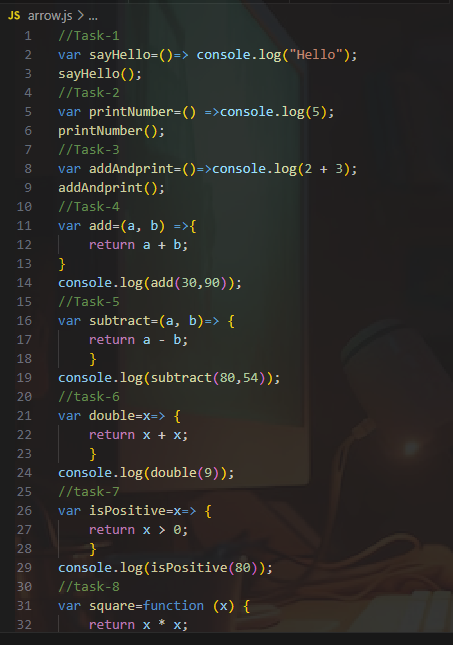 JS arrow.js > ...
1 //Task-1
2 var sayHello=()=> console.log("Hello");
3 sayHello();
4 //Task-2
5 var printNumber=() =>console.log(5);
6 printNumber();
7 //Task-3
8 var addAndprint=()=>console.log(2 + 3);
9 addAndprint();
10 //Task-4
11 var add=(a, b) =>{
12     return a + b;
13 }
14 console.log(add(30,90));
15 //Task-5
16 var subtract=(a, b)=> {
17     return a - b;
18     }
19 console.log(subtract(80,54));
20 //task-6
21 var double=x=> {
22     return x + x;
23     }
24 console.log(double(9));
25 //task-7
26 var isPositive=x=> {
27     return x > 0;
28     }
29 console.log(isPositive(80));
30 //task-8
31 var square=function (x) {
32     return x * x;